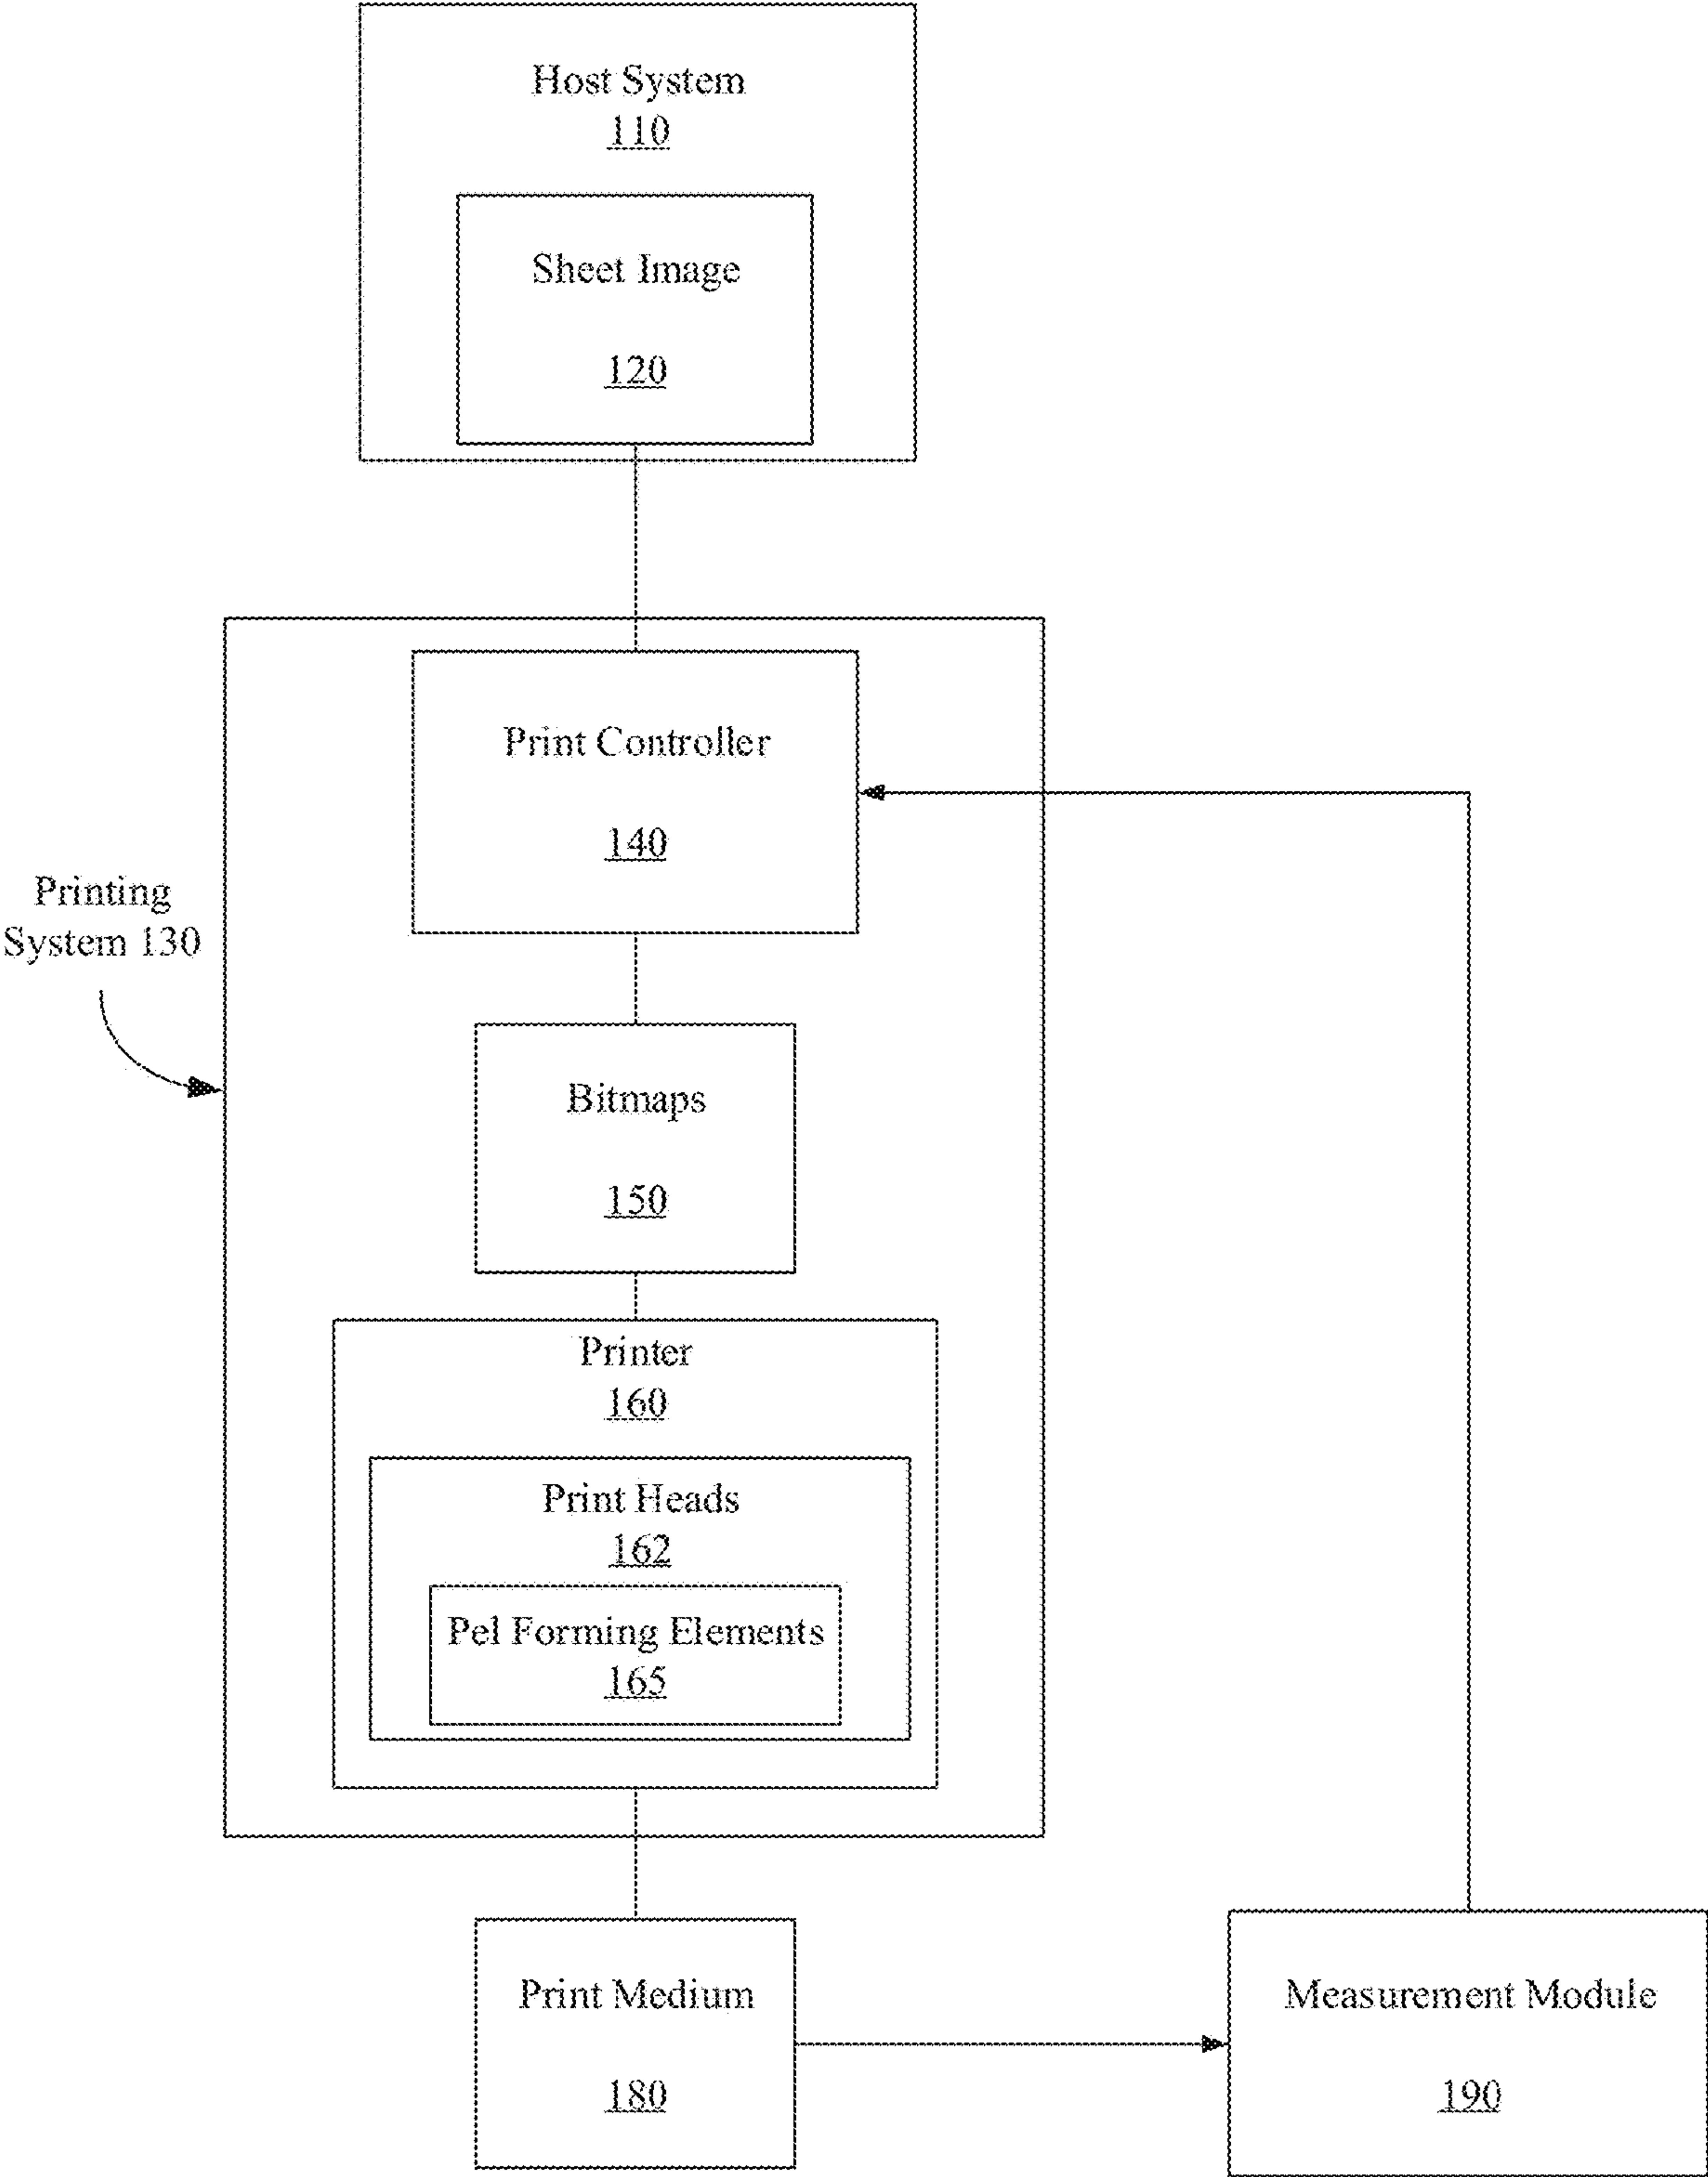 Host System
110
Sheet Image
120
Print Controller
140
Printing
System 130
Bitmaps
150
Printer
160
Print Heads
162
Pel Forming Elements
165
Print Medium
180
Measurement Module
190